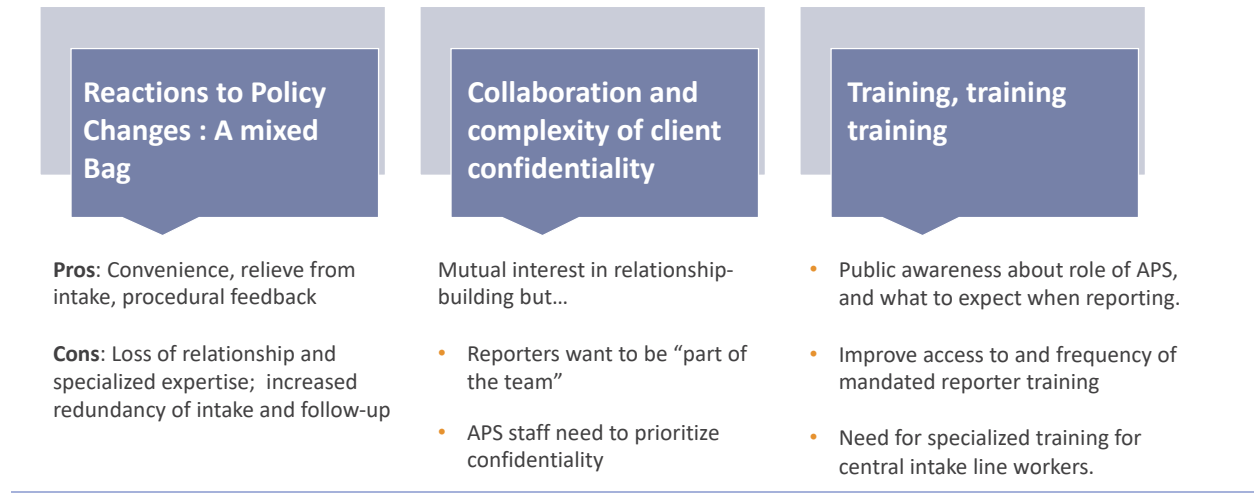 Reactions to Policy
Changes : A mixed
Bag
Pros: Convenience, relieve from
intake, procedural feedback
Cons: Loss of relationship and
specialized expertise;  increased
redundancy of intake and follow-up
Collaboration and
complexity of client
confidentiality
Mutual interest in relationship-
building but…
• Reporters want to be “part of
the team”
• APS staff need to prioritize
confidentiality
Training, training
training
• Public awareness about role of APS,
and what to expect when reporting.
• Improve access to and frequency of
mandated reporter training
• Need for specialized training for
central intake line workers.